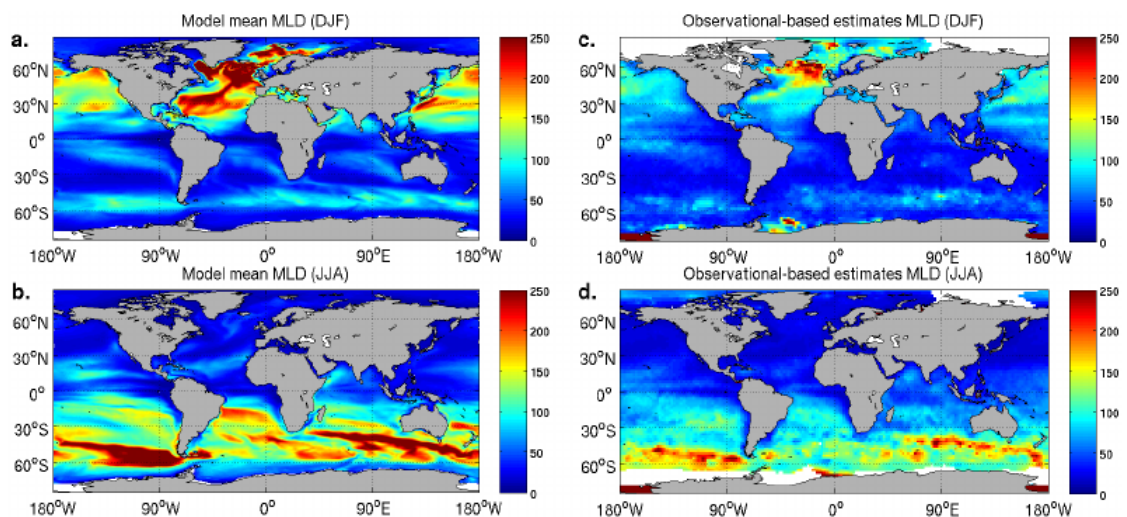 Model mean MLD (DJF)
a.
60°N
30°N
0°
30°S
60°S
180°W 90°W 0°W 90°E 180°W
250
200
150
100
50
0
Observational-based estimates MLD (DJF)
c.
60°N
30°N
0°
30°S
60°S
180°W 90°W 0°W 90°E 180°W
250
200
150
100
50
0
Model mean MLD (JJA)
b.
60°N
30°N
0°
30°S
60°S
180°W 90°W 0°W 90°E 180°W
250
200
150
100
50
0
Observational-based estimates MLD (JJA)
d.
60°N
30°N
0°
30°S
60°S
180°W 90°W 0°W 90°E 180°W
250
200
150
100
50
0